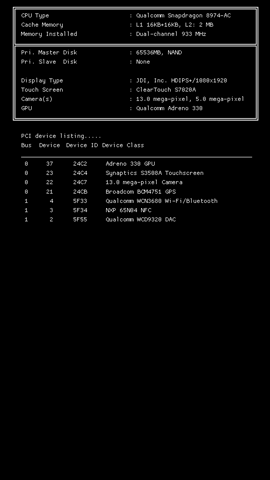 CPU Type : Qualcomm Snapdragon 8974-AC
Cache Memory : L1 16KB+16KB, L2: 2 MB
Memory Installed : Dual-channel 933 MHz
Pri. Master Disk : 65536MB, NAND
Pri. Slave Disk : None
Display Type : JDI, Inc. HDIPS+/1080x1920
Touch Screen : ClearTouch S7020A
Camera(s) : 13.0 mega-pixel, 5.0 mega-pixel
GPU : Qualcomm Adreno 330
PCI device listing.....
Bus Device Device ID Device Class
0 37 24C2 Adreno 330 GPU
0 23 24C4 Synaptics S3508A Touchscreen
0 22 24C7 13.0 mega-pixel Camera
0 21 24CB Broadcom BCM4751 GPS
1 4 5F33 Qualcomm WCN3680 Wi-Fi/Bluetooth
1 3 5F34 NXP 65N04 NFC
1 2 5F55 Qualcomm WCD9320 DAC